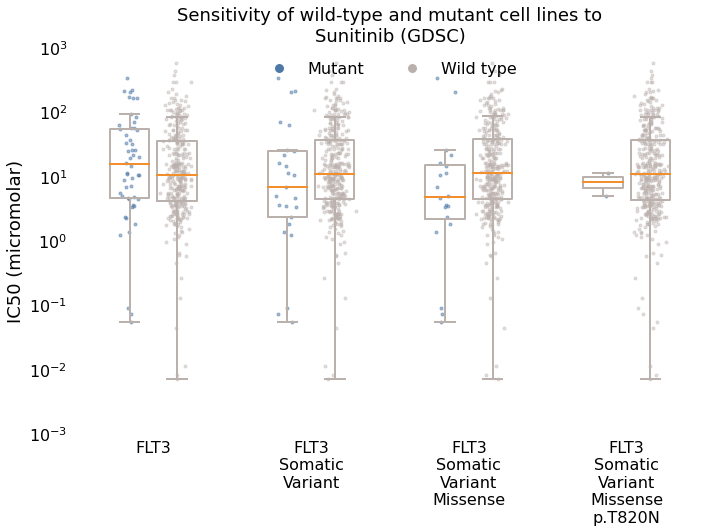 Sensitivity of wild-type and mutant cell lines to
Sunitinib (GDSC)
Mutant
Wild type
IC50 (micromolar)
10³
10²
10¹
10⁰
10⁻¹
10⁻²
10⁻³
FLT3
FLT3
Somatic
Variant
FLT3
Somatic
Variant
Missense
FLT3
Somatic
Variant
Missense
p.T820N